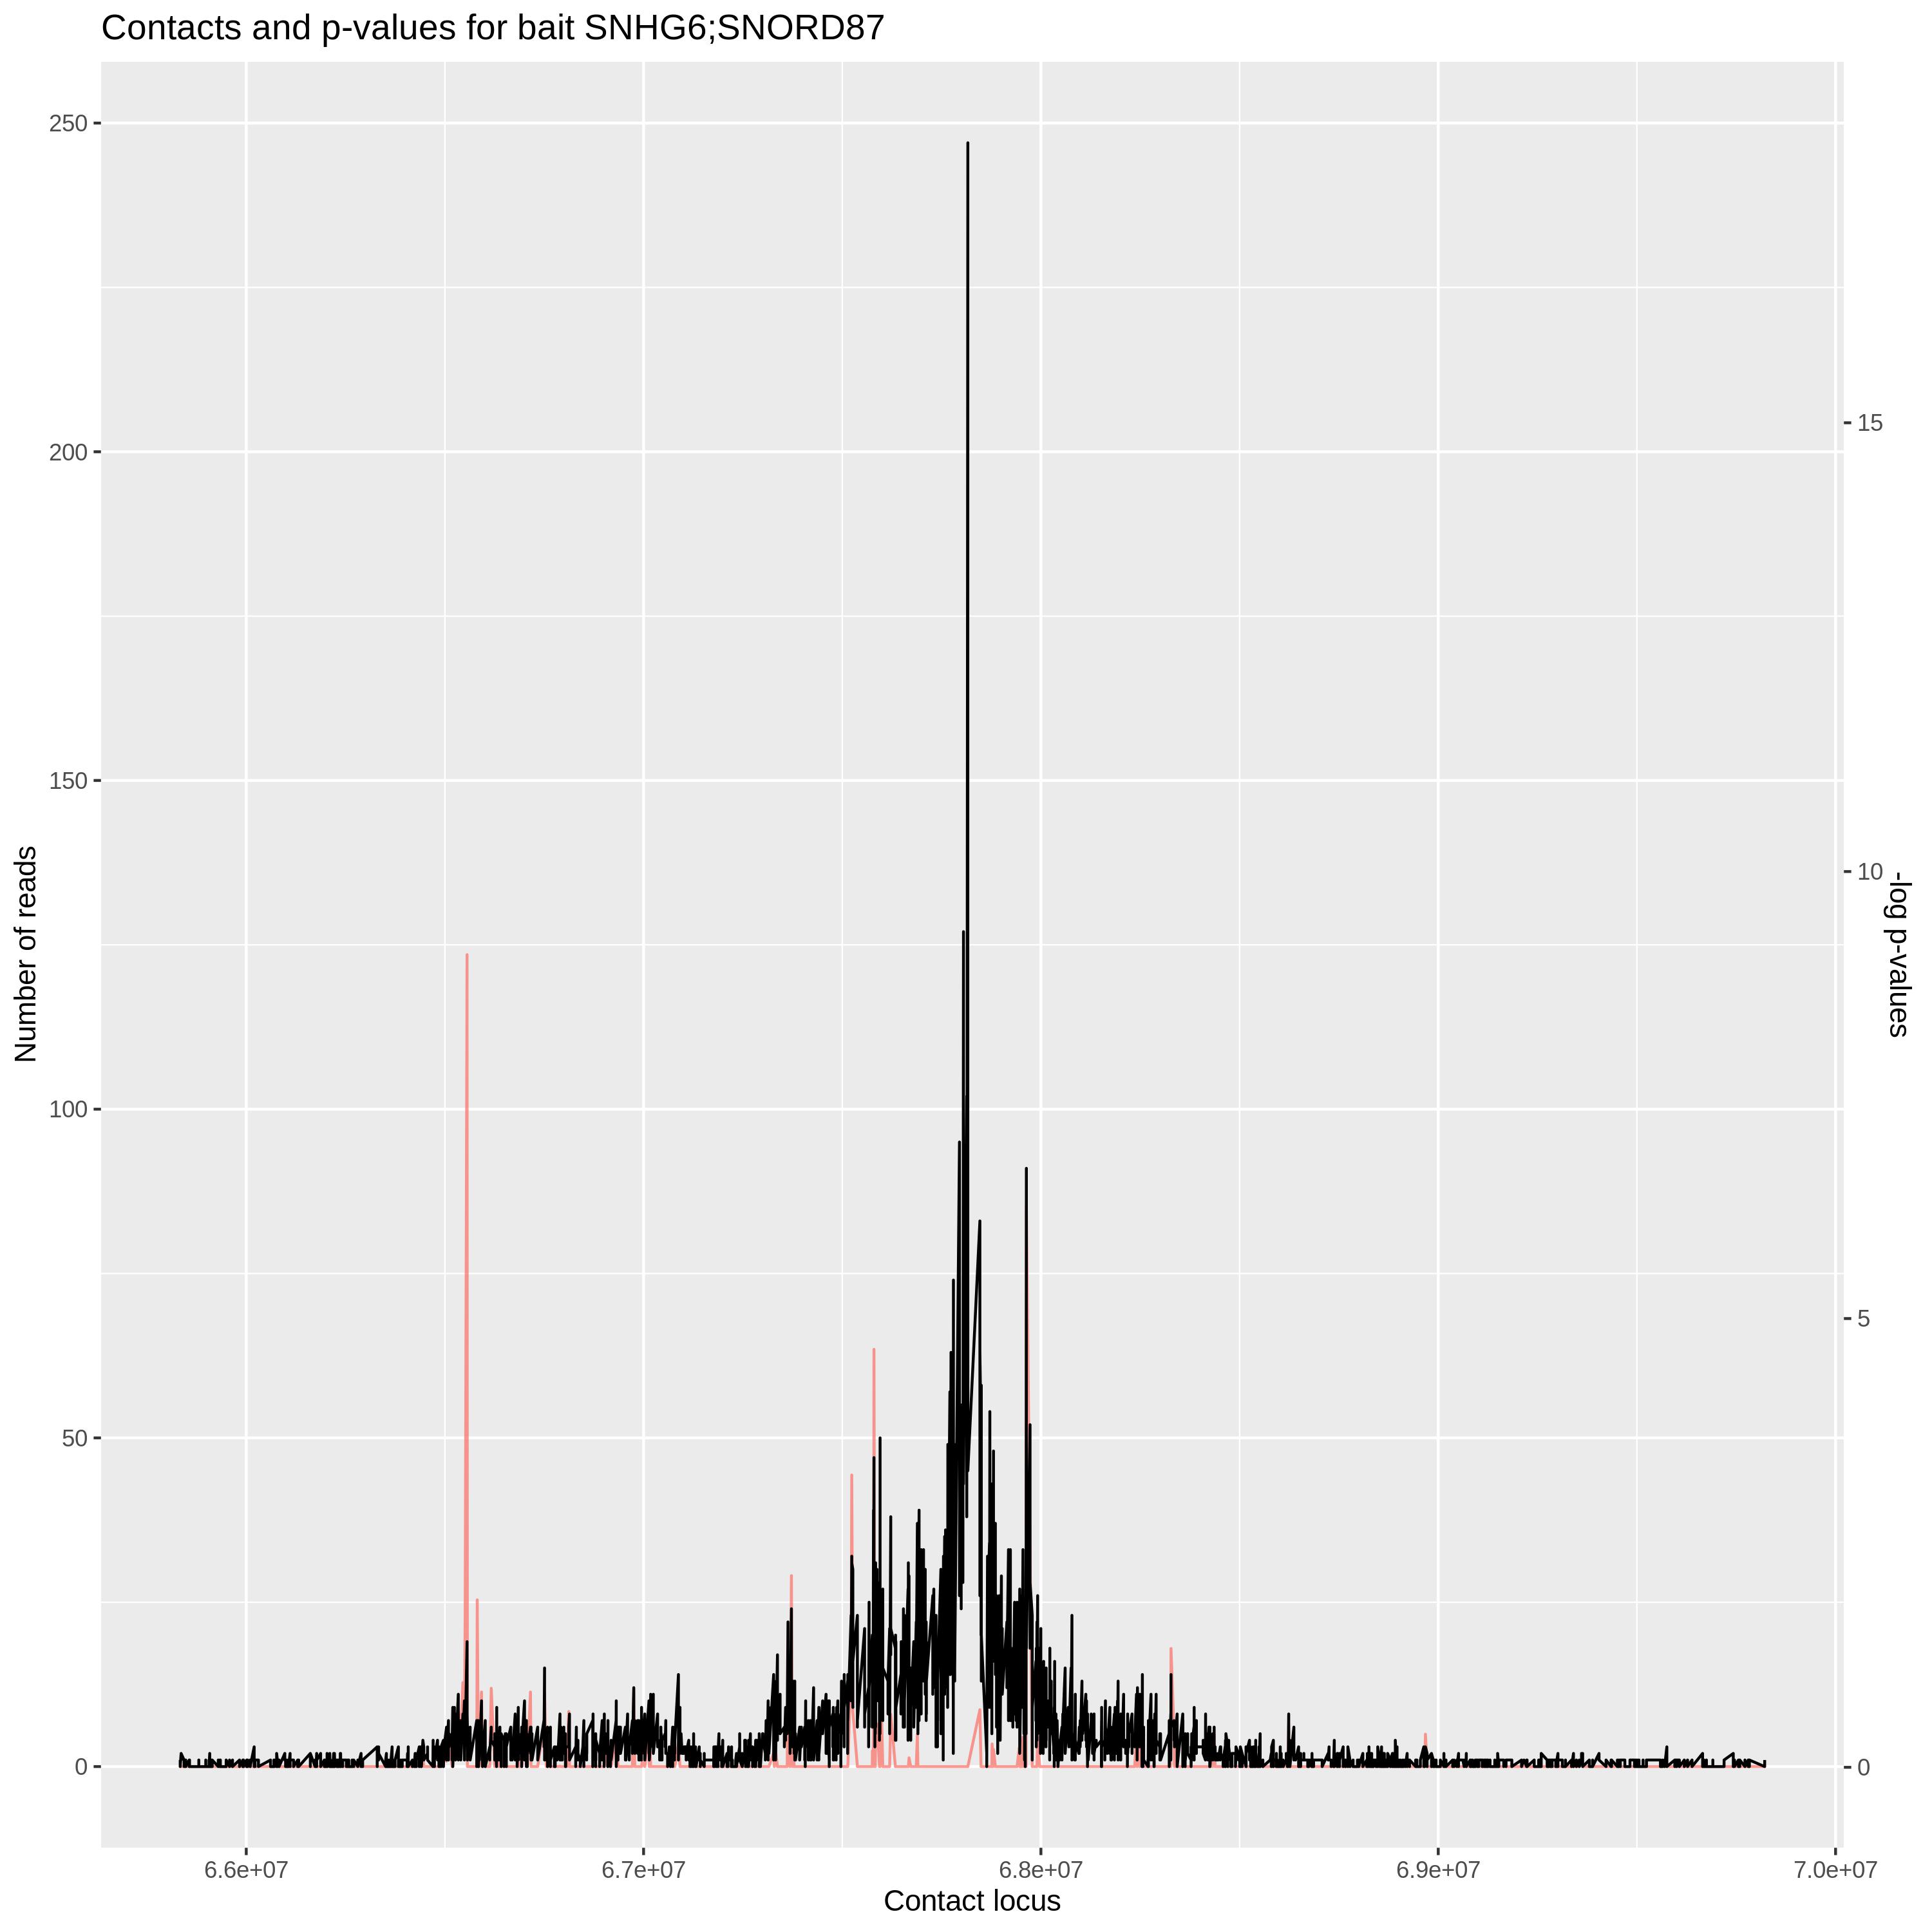 Contacts and p-values for bait SNHG6;SNORD87
250
200
150
100
50
0
Number of reads
15
10
5
0
-log p-values
6.6e+07
6.7e+07
6.8e+07
6.9e+07
7.0e+07
Contact locus